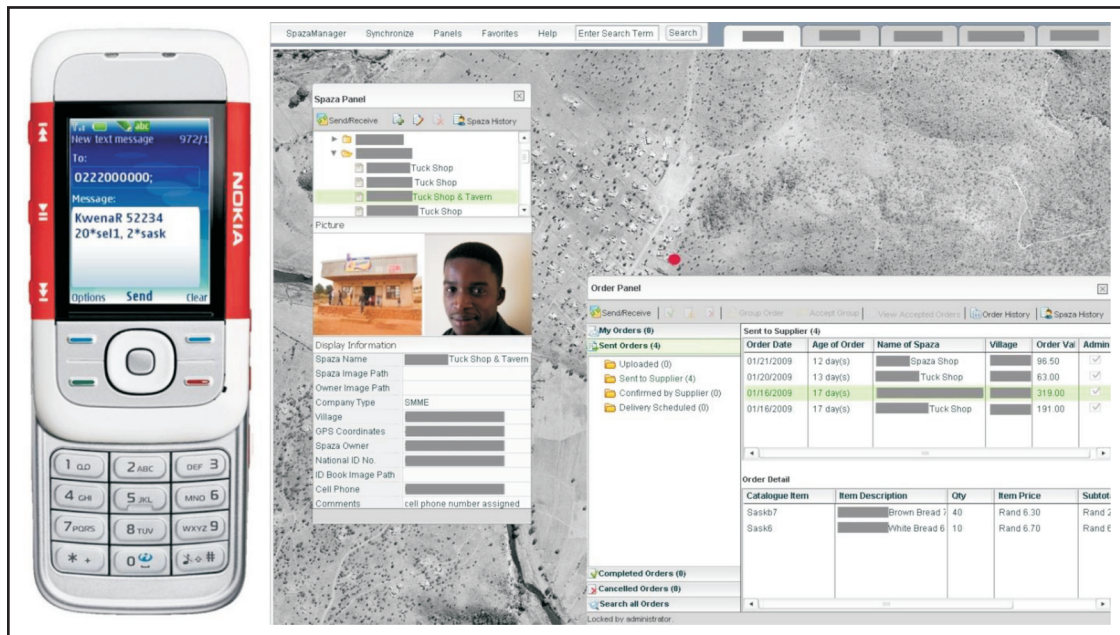 abc
New text message 972/1
To:
0222000000;
Message:
KwenaR 52234
20*sel1, 2*sask
Options Send Clear
NOKIA
1
2 ABC
DEF 3
4 GHI
5 JKL
MNO 6
7 PQRS
8 TUV
WXYZ 9
* +
0
#
SpazaManager Synchronize Panels Favorites Help Enter Search Term Search
Spaza Panel
Send/Receive Spaza History
Tuck Shop
Tuck Shop
Tuck Shop & Tavern
Tuck Shop
Picture
Display Information
Spaza Name Tuck Shop & Tavern
Spaza Image Path
Owner Image Path
Company Type SMME
Village
GPS Coordinates
Spaza Owner
National ID No.
ID Book Image Path
Cell Phone
Comments cell phone number assigned
Order Panel
Send/Receive Group Order Accept Group View Accepted Orders Order History Spaza
My Orders (0)
Sent Orders (4)
Uploaded (0)
Sent to Supplier (4)
Confirmed by Supplier (0)
Delivery Scheduled (0)
Completed Orders (0)
Cancelled Orders (0)
Search all Orders
Locked by administrator.
Sent to Supplier (4)
Order Date Age of Order Name of Spaza Village Order Val Admin
01/21/2009 12 day(s) Spaza Shop 96.50
01/20/2009 13 day(s) Tuck Shop 63.00
01/16/2009 17 day(s) 319.00
01/16/2009 17 day(s) Tuck Shop 191.00
Order Detail
Catalogue Item Item Description Qty Item Price Subtot
Saskb7 Brown Bread 7 40 Rand 6.30 Rand 2
Sask6 White Bread 6 10 Rand 6.70 Rand 6